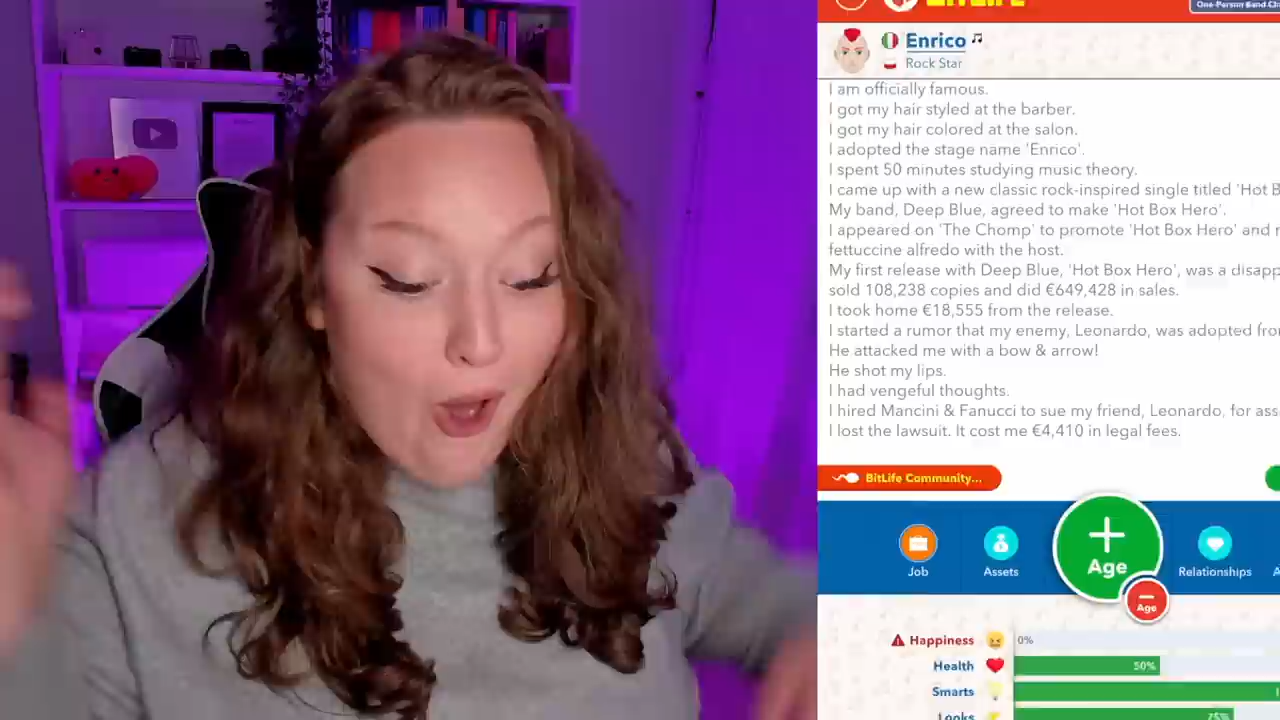 BitLife
One-Person Band Ch
Enrico
Rock Star
I am officially famous.
I got my hair styled at the barber.
I got my hair colored at the salon.
I adopted the stage name 'Enrico'.
I spent 50 minutes studying music theory.
I came up with a new classic rock-inspired single titled 'Hot B
My band, Deep Blue, agreed to make 'Hot Box Hero'.
I appeared on 'The Chomp' to promote 'Hot Box Hero' and
fettuccine alfredo with the host.
My first release with Deep Blue, 'Hot Box Hero', was a disapp
sold 108,238 copies and did €649,428 in sales.
I took home €18,555 from the release.
I started a rumor that my enemy, Leonardo, was adopted fro
He attacked me with a bow & arrow!
He shot my lips.
I had vengeful thoughts.
I hired Mancini & Fanucci to sue my friend, Leonardo, for ass
I lost the lawsuit. It cost me €4,410 in legal fees.
BitLife Community...
Job
Assets
+
Age
Relationships
A
Age
Happiness 0%
Health 50%
Smarts
Looks 75%